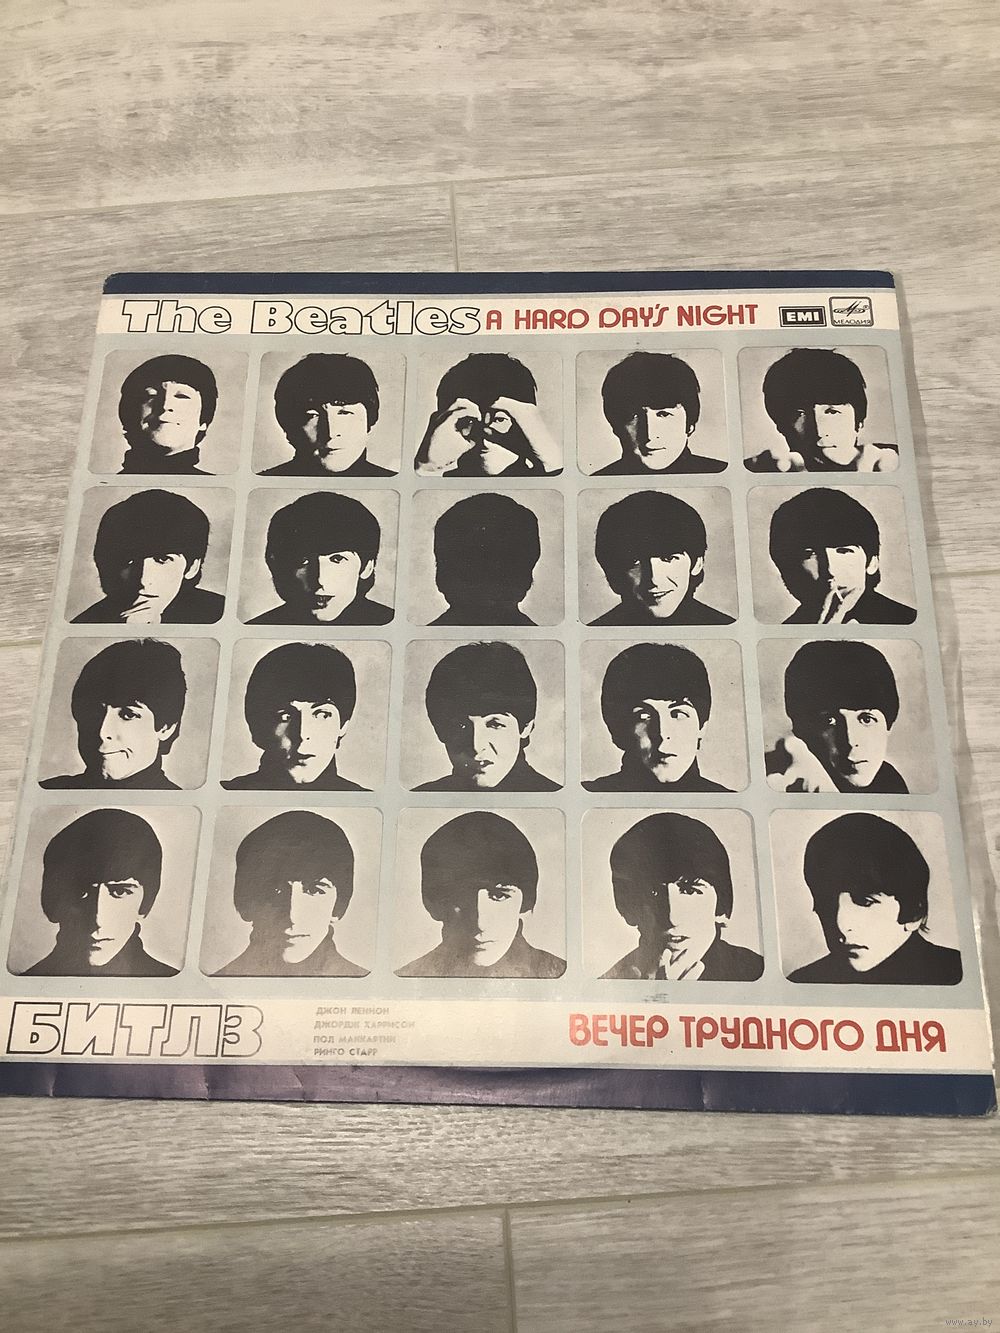 The Beatles A HARD DAY'S NIGHT EMI МЕЛОДИЯ
БИТЛЗ
ДЖОН ЛЕННОН
ДЖОРДЖ ХАРРИСОН
ПОЛ МАККАРТНИ
РИНГО СТАРР
ВЕЧЕР ТРУДНОГО ДНЯ
www.ay.by